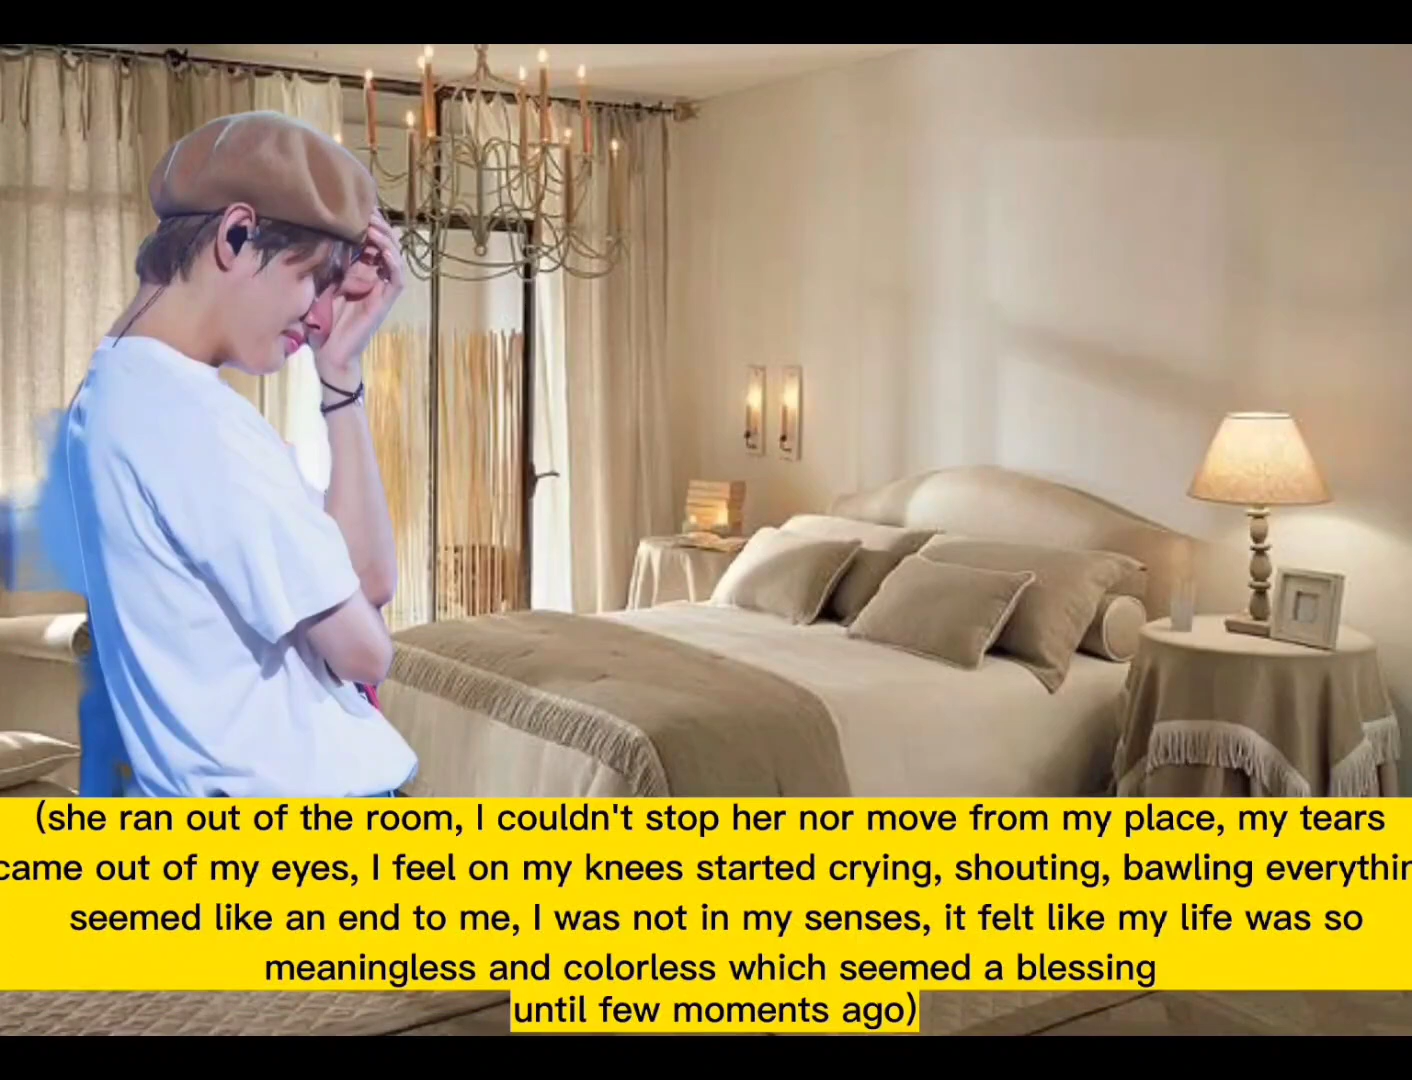 (she ran out of the room, I couldn't stop her nor move from my place, my tears
came out of my eyes, I feel on my knees started crying, shouting, bawling everythin
seemed like an end to me, I was not in my senses, it felt like my life was so
meaningless and colorless which seemed a blessing
until few moments ago)